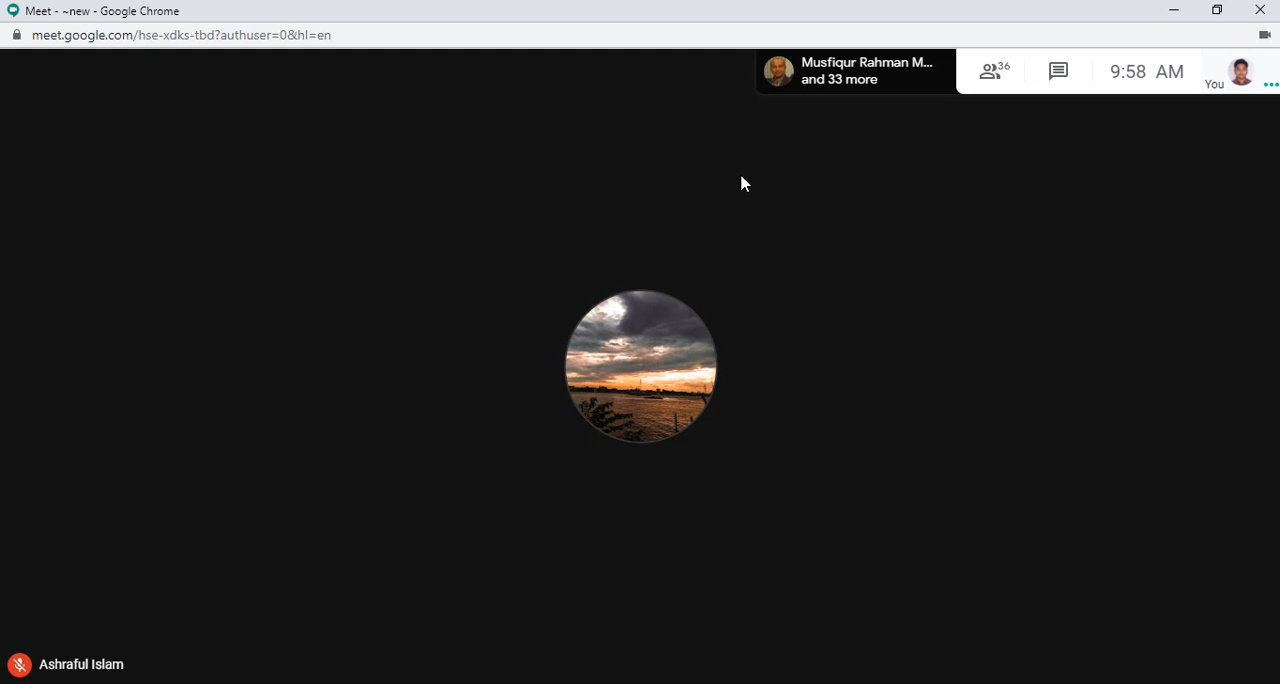 Meet - ~new - Google Chrome
meet.google.com/hse-xdks-tbd?authuser=0&hl=en
Musfiqur Rahman M...
and 33 more
36
9:58 AM
You
Ashraful Islam